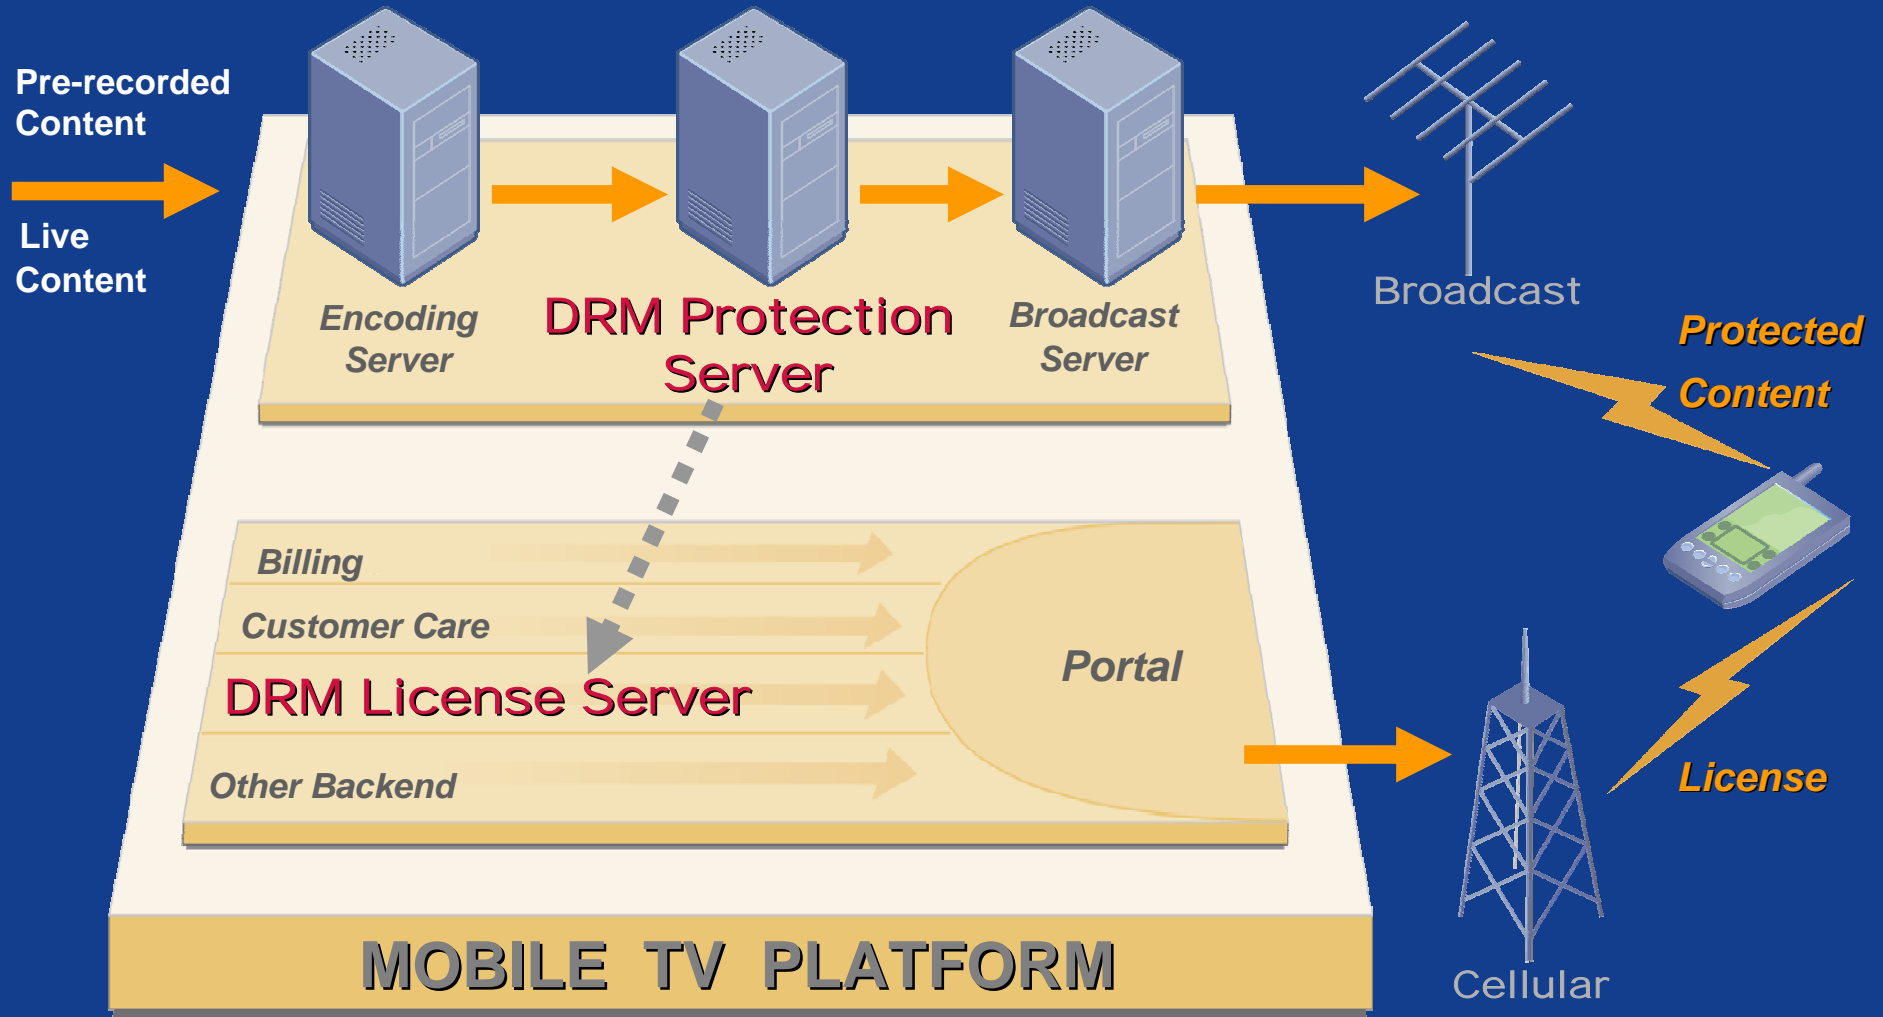 Pre-recorded
Content
Live
Content
Encoding
Server
DRM Protection
Server
Broadcast
Server
Broadcast
Protected
Content
Billing
Customer Care
DRM License Server
Other Backend
Portal
License
MOBILE TV PLATFORM
Cellular